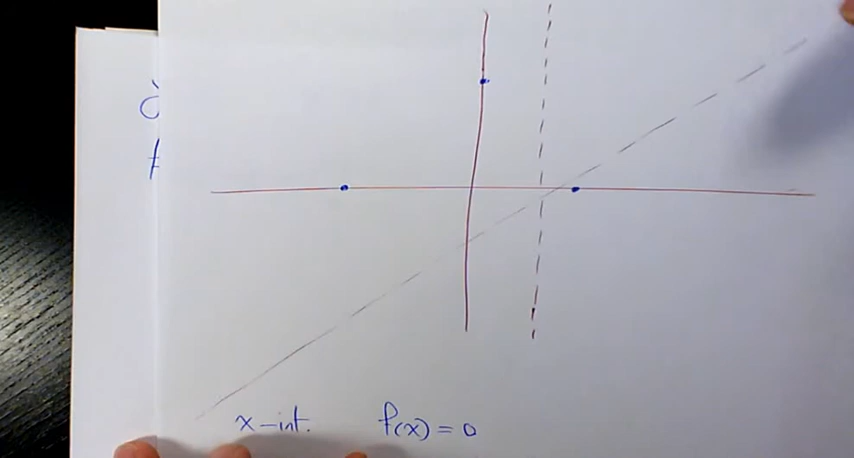 x-int. f(x) = 0